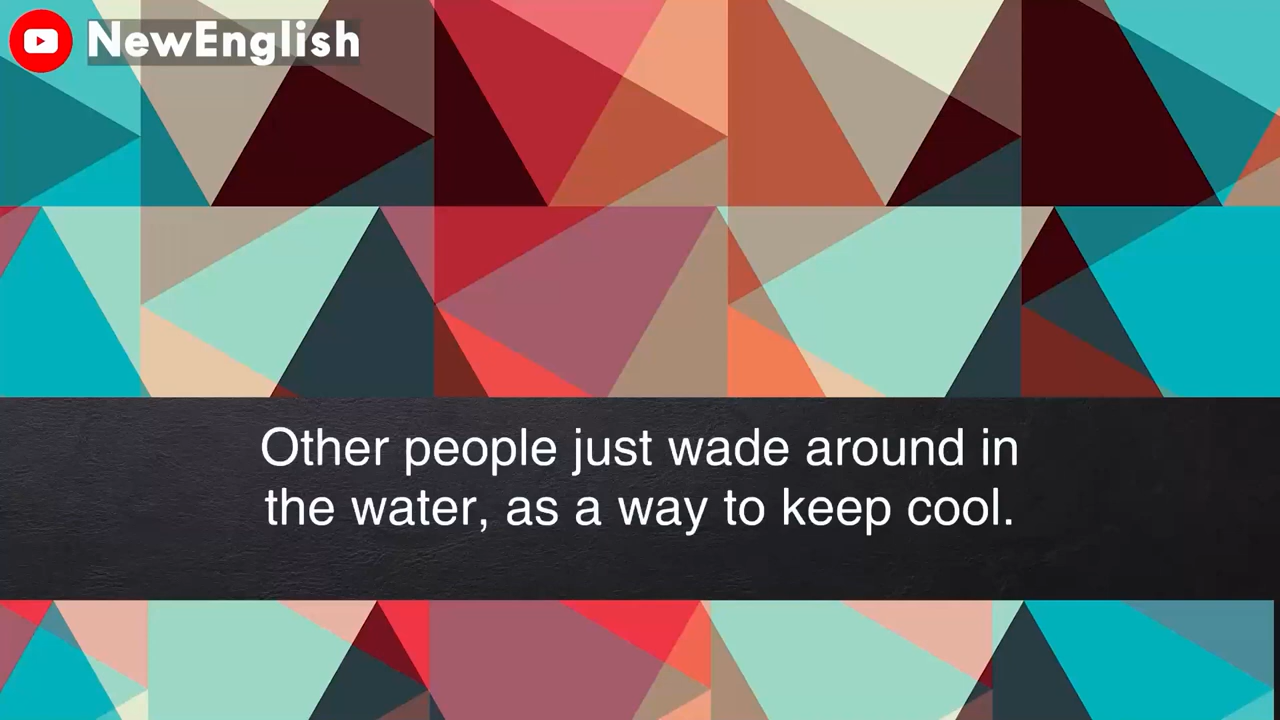 NewEnglish
Other people just wade around in
the water, as a way to keep cool.